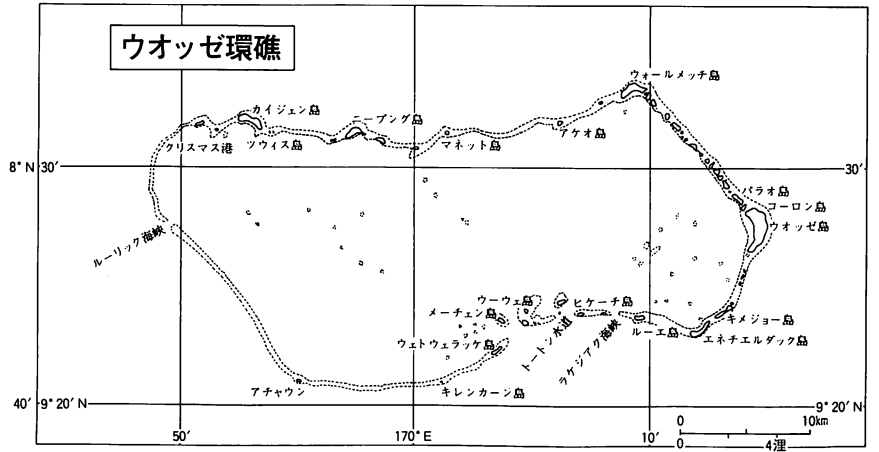 ウオッゼ環礁
ウォールメッチ島
カイジェン島
ニーブング島
クリスマス港
ツウィス島
マネット島
アケオ島
8° N 30′
30′
パラオ島
コーロン島
ウオッゼ島
ルーリック海峡
ウーウェ島
ヒケーチ島
メーチェン島
キメジョー島
ウェトウェラッケ島
トートン水道
ラケジアク海峡
ルーエ島
エネチエルダック島
アチャウン
キレンカージ島
40′ 9° 20′ N
9° 20′ N
50′
170° E
10′
0
10km
0
4浬